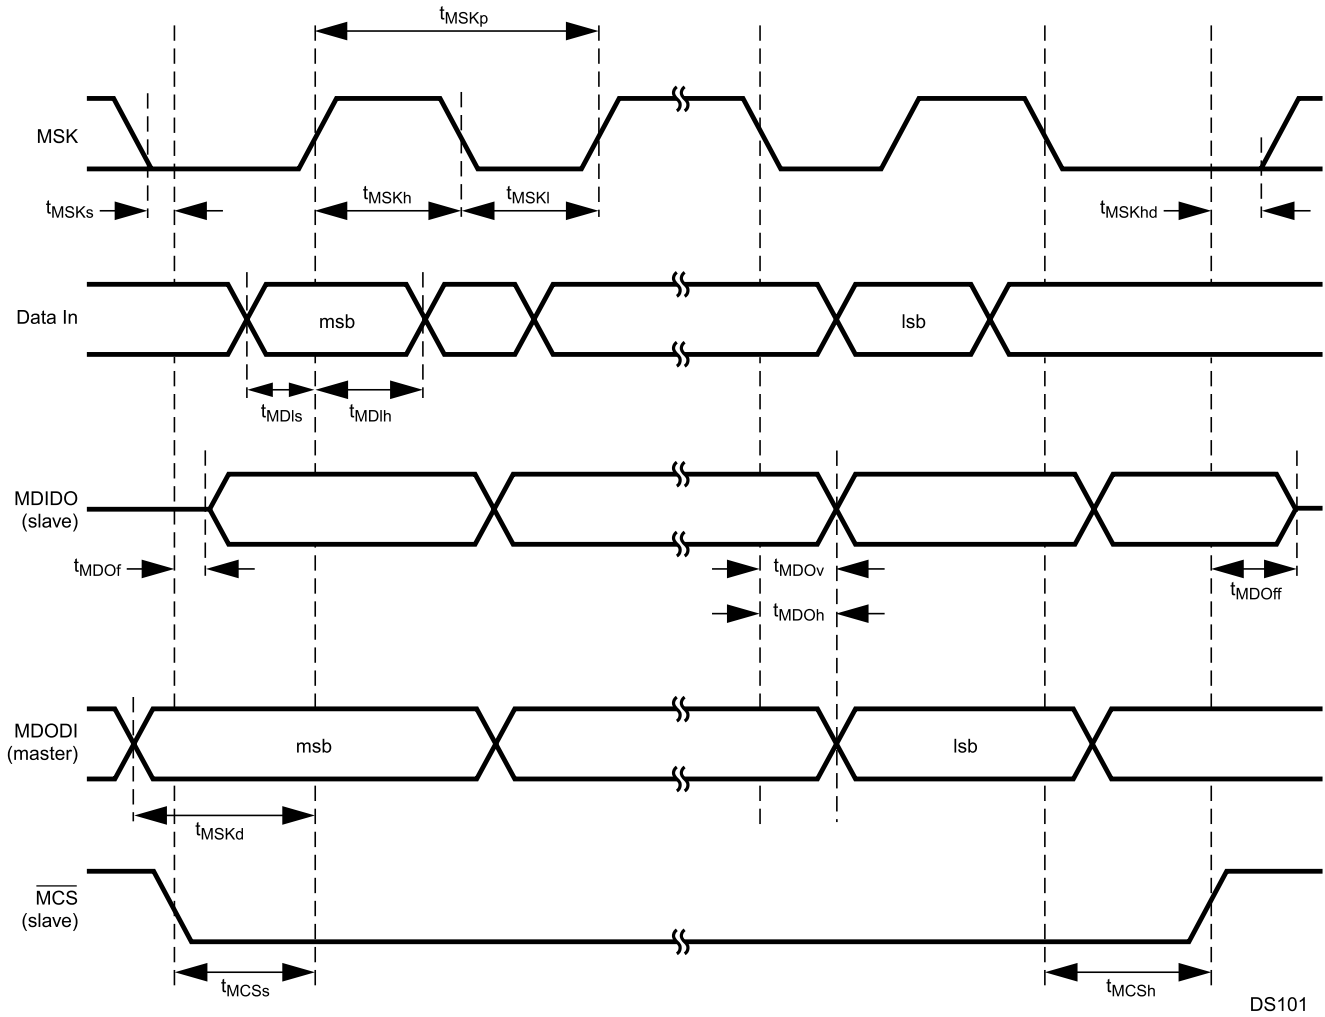 tMSKp
MSK
tMSKs
tMSKh
tMSKl
tMSKhd
Data In
msb
lsb
tMDIs
tMDIh
MDIDO
(slave)
tMDOf
tMDOv
tMDOh
tMDOff
MDODI
(master)
msb
lsb
tMSKd
MCS
(slave)
tMCSs
tMCSh
DS101